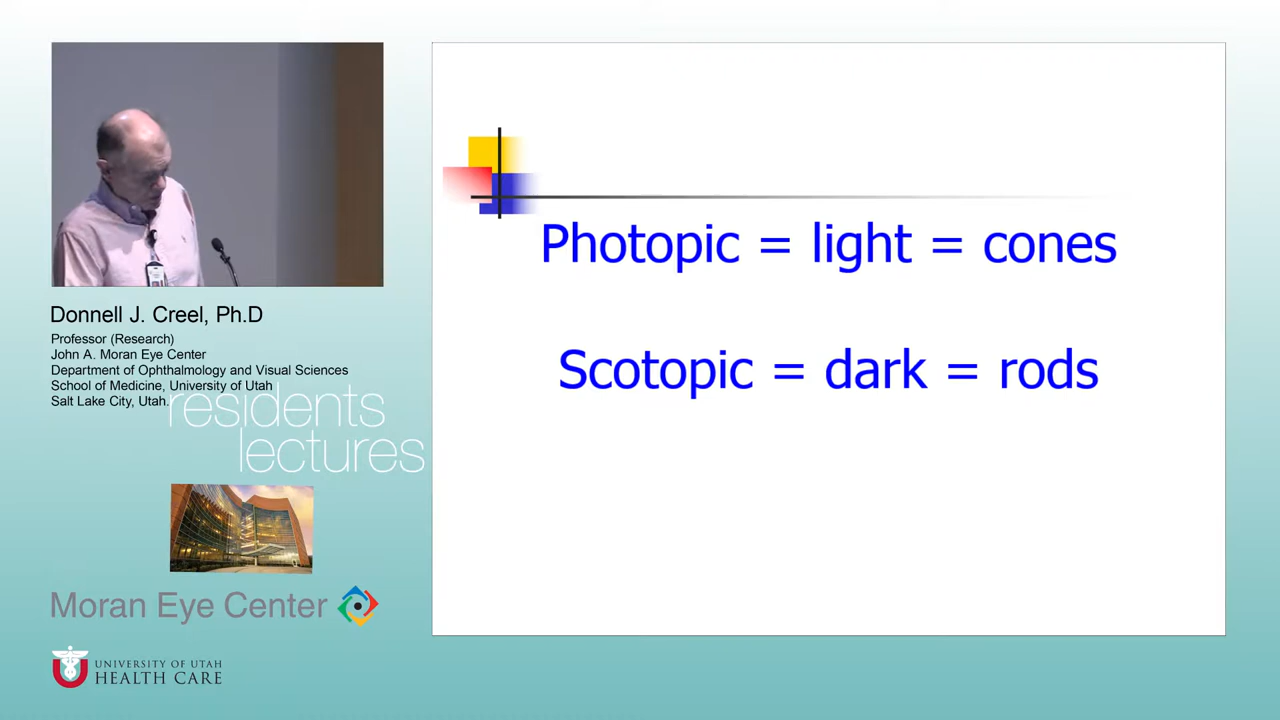 Photopic = light = cones
Scotopic = dark = rods
Donnell J. Creel, Ph.D
Professor (Research)
John A. Moran Eye Center
Department of Ophthalmology and Visual Sciences
School of Medicine, University of Utah
Salt Lake City, Utah.
residents
lectures
Moran Eye Center
UNIVERSITY OF UTAH
HEALTH CARE